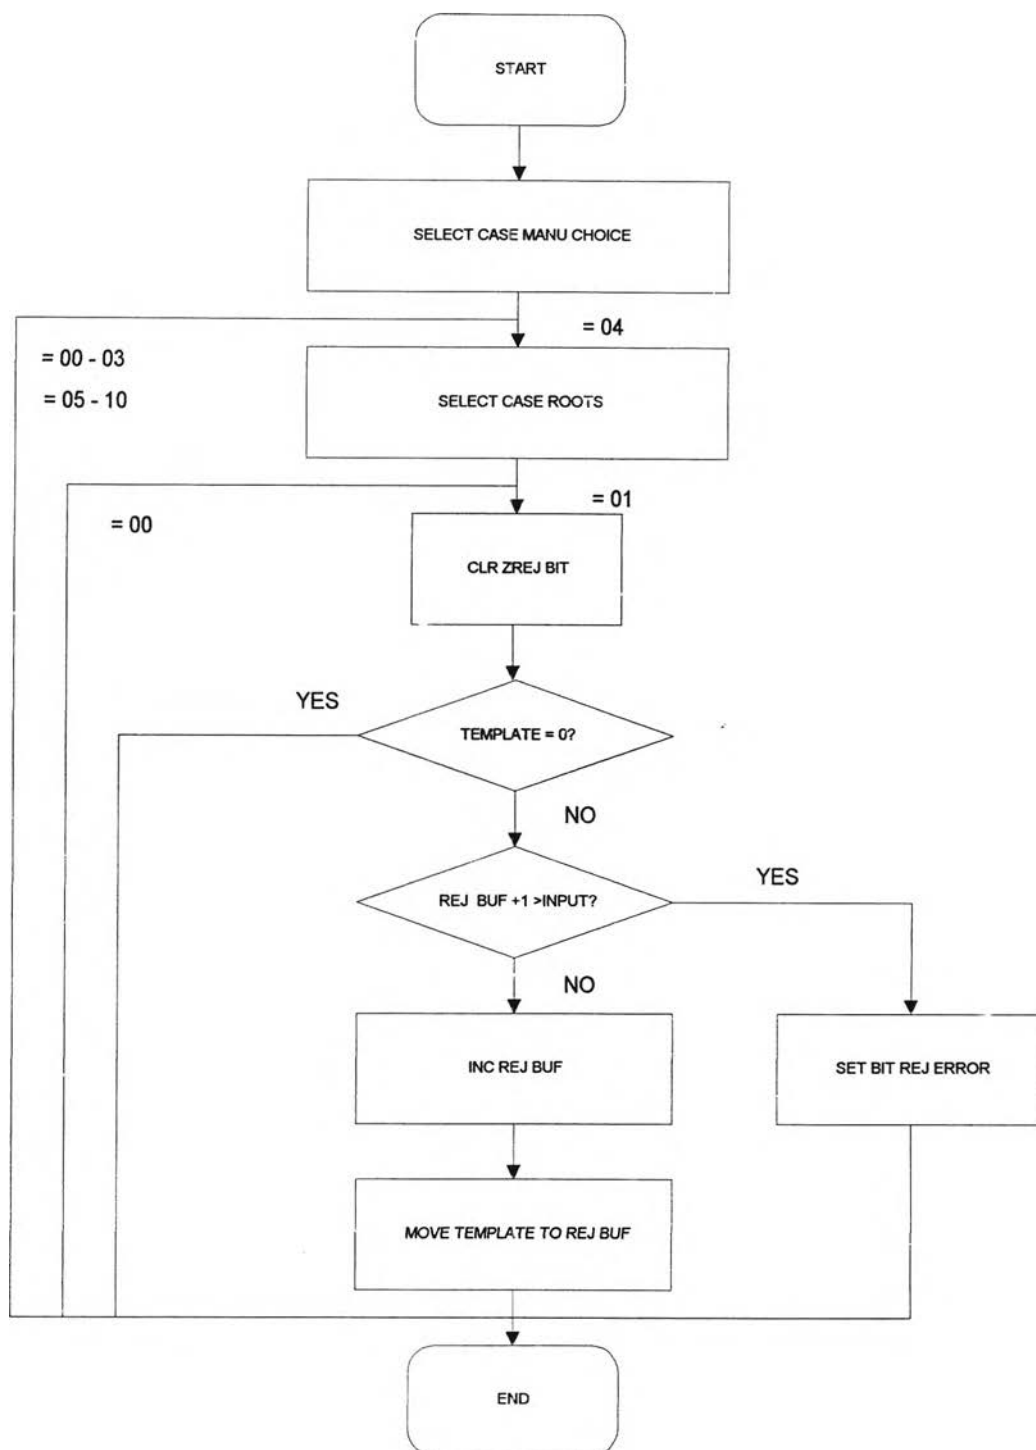 START
SELECT CASE MANU CHOICE
= 04
= 00 - 03
= 05 - 10
SELECT CASE ROOTS
= 01
= 00
CLR ZREJ BIT
YES
TEMPLATE = 0?
NO
REJ BUF +1 >INPUT?
YES
NO
INC REJ BUF
SET BIT REJ ERROR
MOVE TEMPLATE TO REJ BUF
END